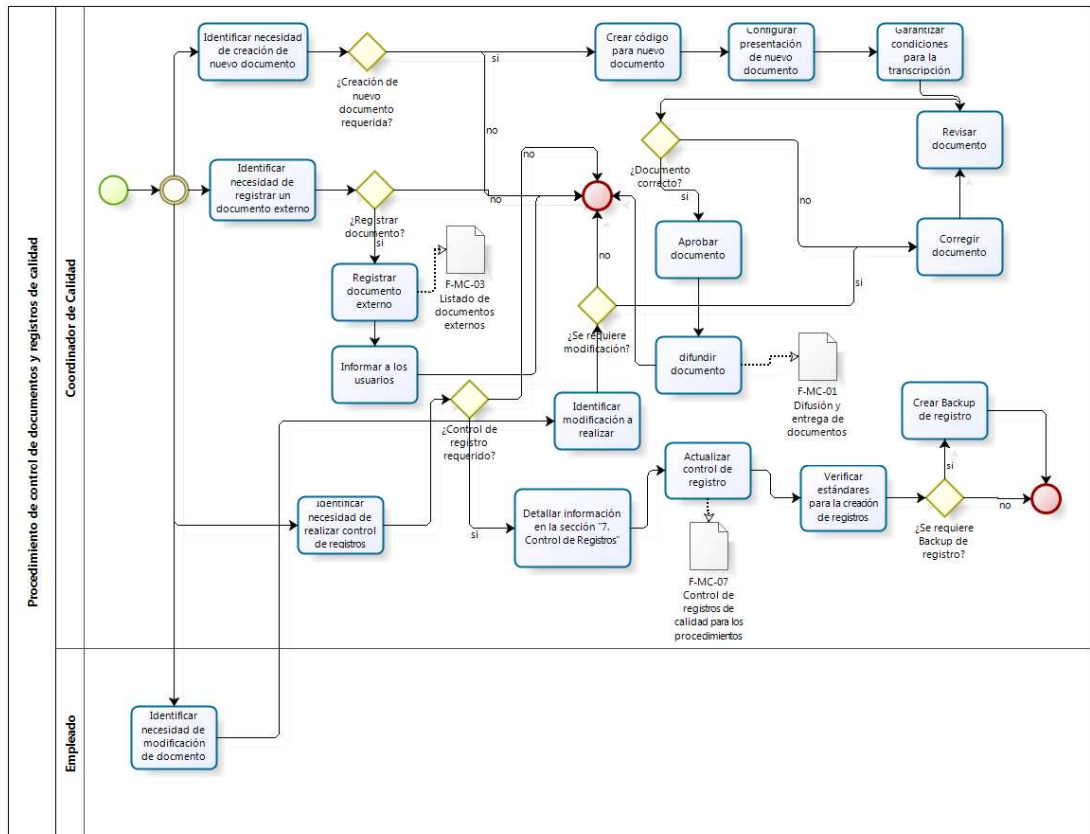 Procedimiento de control de documentos y registros de calidad
Coordinador de Calidad
Empleado
Identificar necesidad
de creación de
nuevo documento
¿Creación de
nuevo
documento
requerida?
si
no
Crear código
para nuevo
documento
Configurar
presentación
de nuevo
documento
Garantizar
condiciones
para la
transcripción
Revisar
documento
¿Documento
correcto?
si
no
Corregir
documento
Aprobar
documento
difundir
documento
F-MC-01
Difusión y
entrega de
documentos
Identificar
necesidad de
registrar un
documento externo
¿Registrar
documento?
si
no
Registrar
documento
externo
F-MC-03
Listado de
documentos
externos
Informar a los
usuarios
¿Se requiere
modificación?
no
si
Identificar
modificación a
realizar
¿Control de
registro
requerido?
no
si
Identificar
necesidad de
realizar control
de registros
Detallar información
en la sección "7.
Control de Registros"
Actualizar
control de
registro
F-MC-07
Control de
registros de
calidad para los
procedimientos
Verificar
estándares
para la creación
de registros
Crear Backup
de registro
si
no
¿Se requiere
Backup de
registro?
Identificar
necesidad de
modificación
de docmento